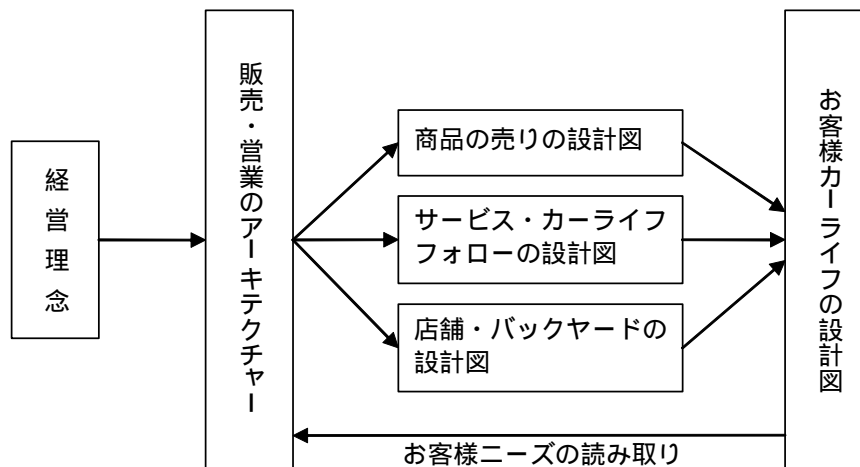 経営理念
販売・営業のアーキテクチャー
商品の売りの設計図
サービス・カーライフ
フォローの設計図
店舗・バックヤードの
設計図
お客様カーライフの設計図
お客様ニーズの読み取り